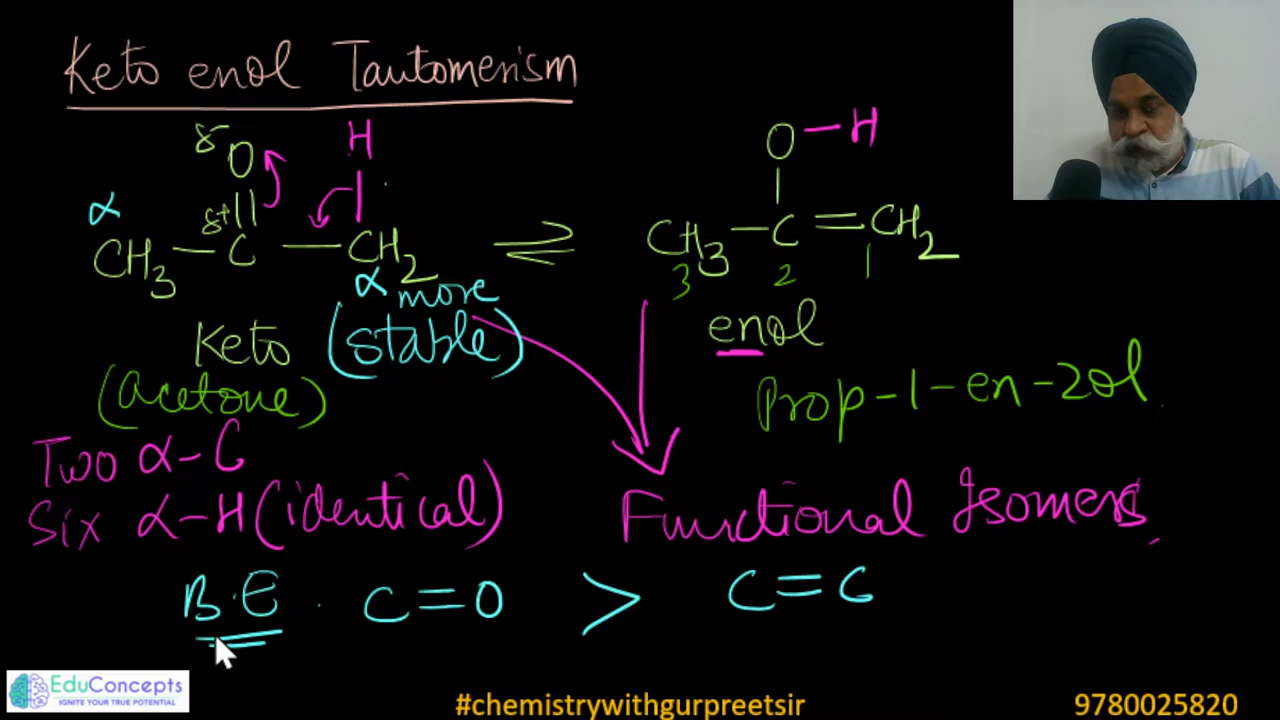 Keto enol Tautomerism
δ- O H
α δ+
CH3 — C — CH2 ⇌ CH3 — C = CH2
O — H
α 3 2 1
Keto (more stable) enol
(acetone) Prop-1-en-2ol
Two α-C
Six α-H (identical) Functional Isomers
B.E. C=O > C=C
EduConcepts
IGNITE YOUR TRUE POTENTIAL
#chemistrywithgurpreetsir
9780025820